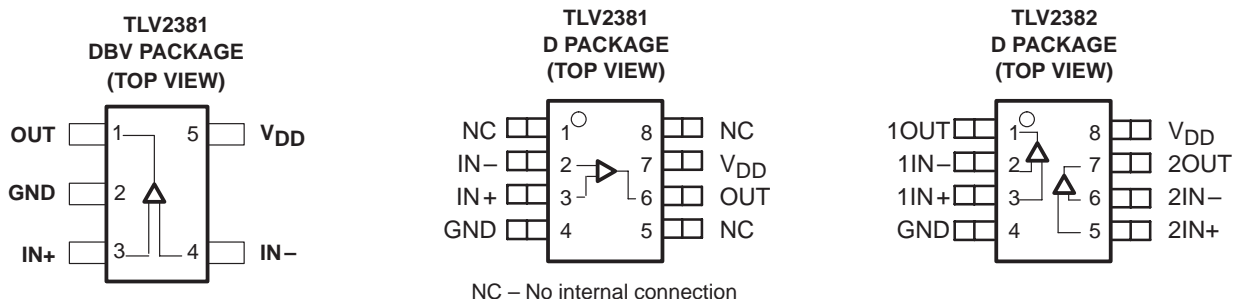 TLV2381
DBV PACKAGE
(TOP VIEW)
OUT 1 5 VDD
GND 2
IN+ 3 4 IN−
TLV2381
D PACKAGE
(TOP VIEW)
NC 1 8 NC
IN− 2 7 VDD
IN+ 3 6 OUT
GND 4 5 NC
NC – No internal connection
TLV2382
D PACKAGE
(TOP VIEW)
1OUT 1 8 VDD
1IN− 2 7 2OUT
1IN+ 3 6 2IN−
GND 4 5 2IN+